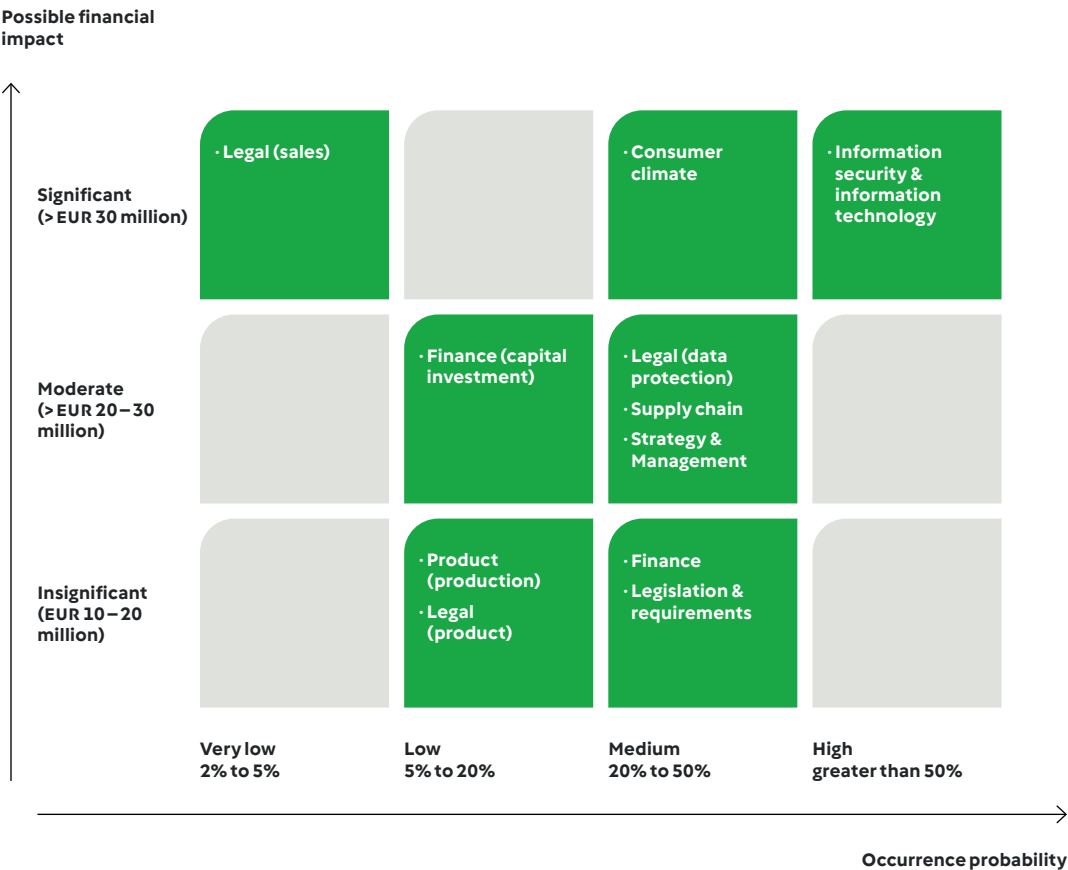 Possible financial
impact
Significant
(> EUR 30 million)
· Legal (sales)
· Consumer
climate
· Information
security &
information
technology
Moderate
(> EUR 20 – 30
million)
· Finance (capital
investment)
· Legal (data
protection)
· Supply chain
· Strategy &
Management
Insignificant
(EUR 10 – 20
million)
· Product
(production)
· Legal
(product)
· Finance
· Legislation &
requirements
Very low
2% to 5%
Low
5% to 20%
Medium
20% to 50%
High
greater than 50%
Occurrence probability